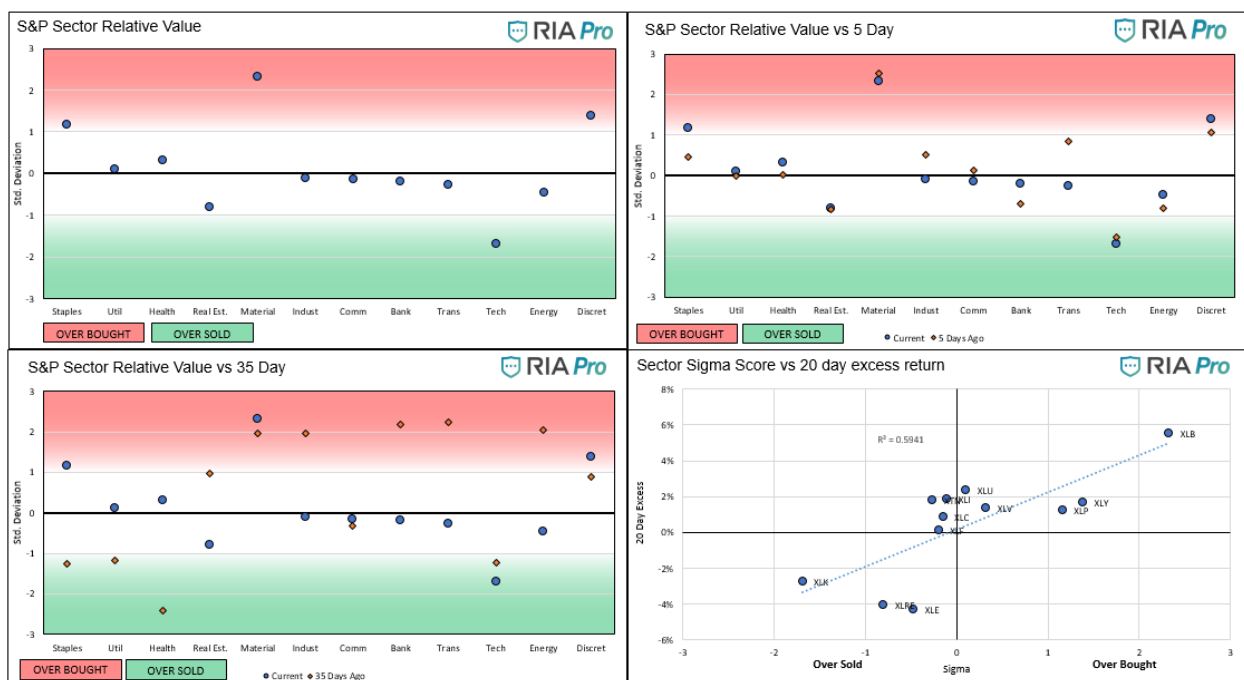 S&P Sector Relative Value
RIA Pro
3
2
1
0
-1
-2
-3
Std. Deviation
Staples Util Health Real Est. Material Indust Comm Bank Trans Tech Energy Discret
OVER BOUGHT OVER SOLD
S&P Sector Relative Value vs 5 Day
RIA Pro
3
2
1
0
-1
-2
-3
Std. Deviation
Staples Util Health Real Est. Material Indust Comm Bank Trans Tech Energy Discret
OVER BOUGHT OVER SOLD
Current 5 Days Ago
S&P Sector Relative Value vs 35 Day
RIA Pro
3
2
1
0
-1
-2
-3
Std. Deviation
Staples Util Health Real Est. Material Indust Comm Bank Trans Tech Energy Discret
OVER BOUGHT OVER SOLD
Current 35 Days Ago
Sector Sigma Score vs 20 day excess return
RIA Pro
8%
6%
4%
2%
0%
-2%
-4%
-6%
20 Day Excess
R² = 0.5941
XLB
XLU
XLI
XLY
XLV
XLP
XLC
XLF
XLK
XLRE
XLE
-3 -2 -1 0 1 2 3
Over Sold Sigma Over Bought